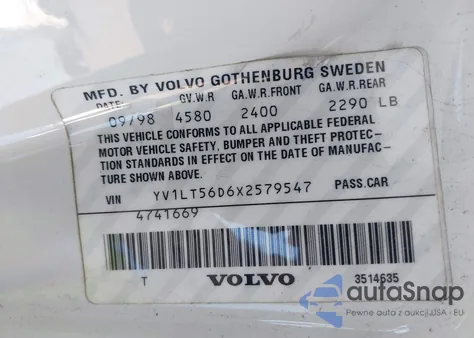 MFD. BY VOLVO GOTHENBURG SWEDEN
DATE: GV.W.R GA.W.R.FRONT GA.W.R.REAR
09/98 4580 2400 2290 LB
THIS VEHICLE CONFORMS TO ALL APPLICABLE FEDERAL
MOTOR VEHICLE SAFETY, BUMPER AND THEFT PROTEC-
TION STANDARDS IN EFFECT ON THE DATE OF MANUFAC-
TURE SHOWN ABOVE.
VIN YV1LT56D6X2579547 PASS.CAR
4741669
T VOLVO 3514635
autaSnap
Pewne auta z aukcji USA - EU